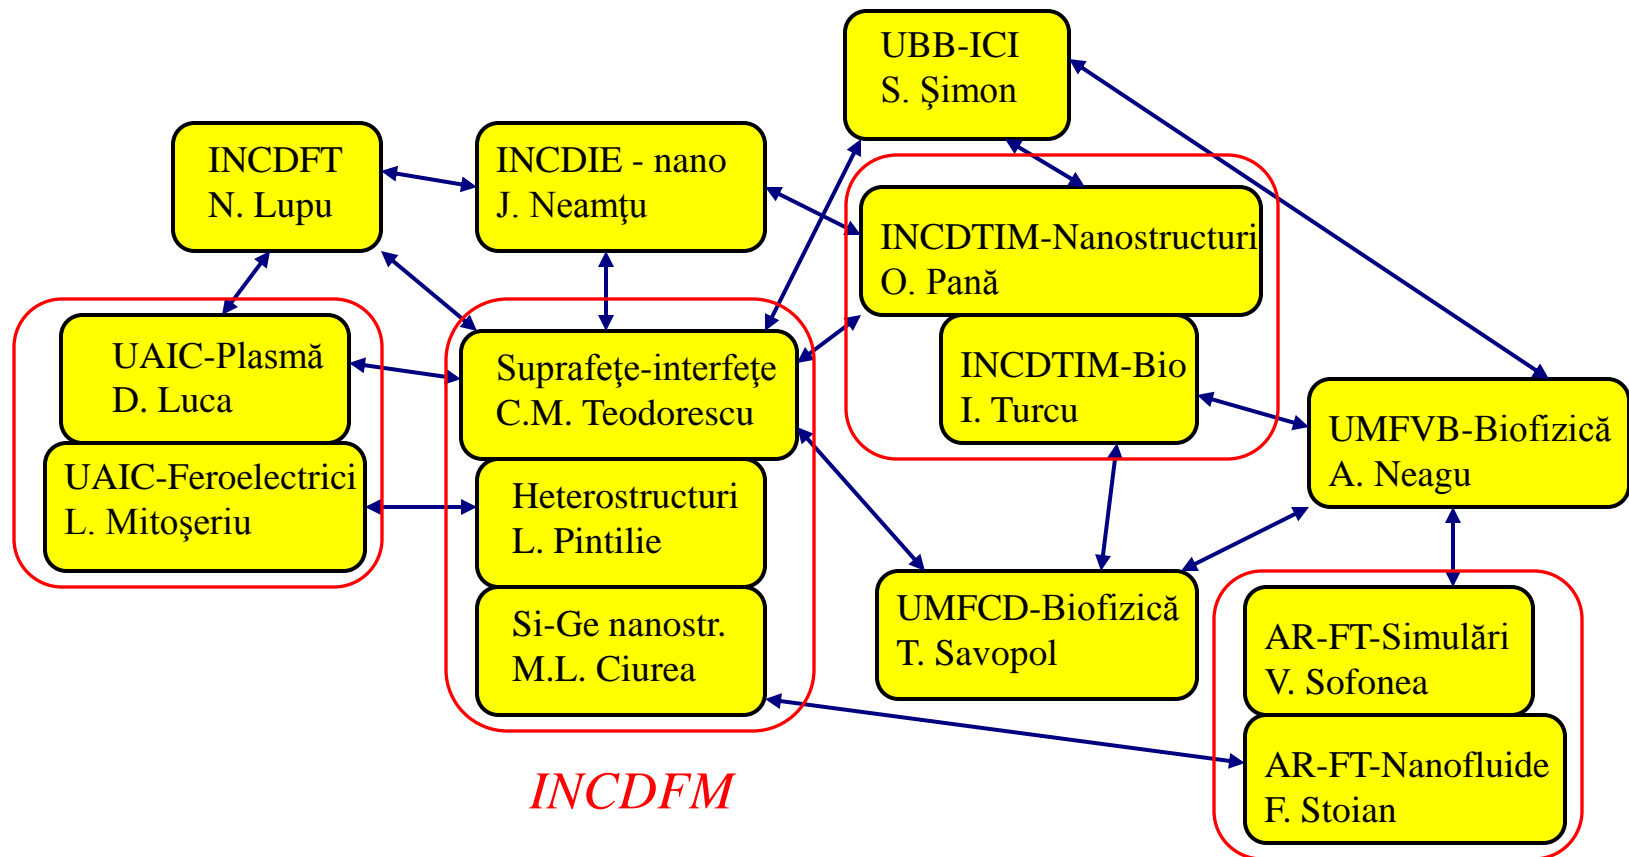 UBB-ICI
S. Şimon
INCDFT
N. Lupu
INCDIE - nano
J. Neamţu
INCDTIM-Nanostructuri
O. Pană
INCDTIM-Bio
I. Turcu
UAIC-Plasmă
D. Luca
UAIC-Feroelectrici
L. Mitoşeriu
Suprafeţe-interfeţe
C.M. Teodorescu
Heterostructuri
L. Pintilie
Si-Ge nanostr.
M.L. Ciurea
UMFVB-Biofizică
A. Neagu
UMFCD-Biofizică
T. Savopol
AR-FT-Simulări
V. Sofonea
AR-FT-Nanofluide
F. Stoian
INCDFM